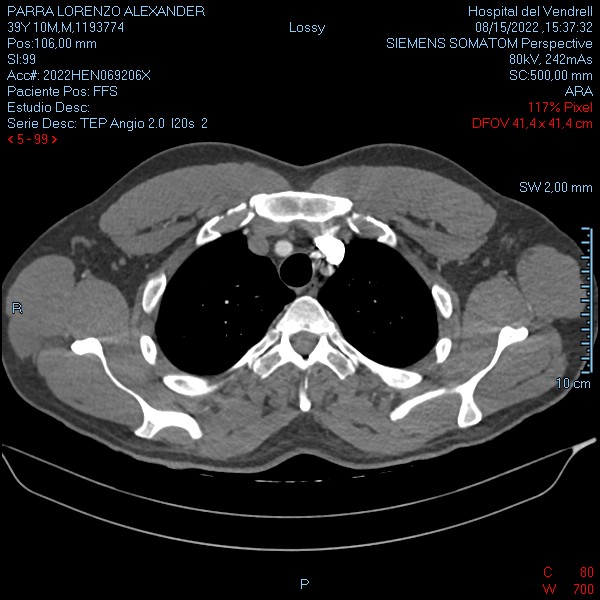 PARRA LORENZO ALEXANDER
39Y 10M,M,1193774
Pos:106,00 mm
SI:99
Acc#: 2022HEN069206X
Paciente Pos: FFS
Estudio Desc:
Serie Desc: TEP Angio 2.0 I20s 2
< 5 - 99 >
Lossy
Hospital del Vendrell
08/15/2022 ,15:37:32
SIEMENS SOMATOM Perspective
80kV, 242mAs
SC:500,00 mm
ARA
117% Pixel
DFOV 41,4 x 41,4 cm
SW 2,00 mm
R
10 cm
P
C 80
W 700